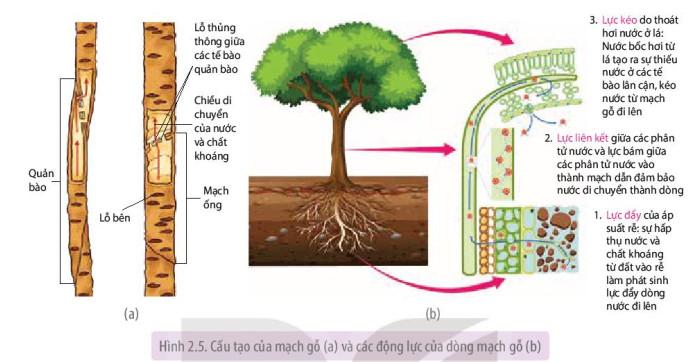 Lỗ thủng
thông giữa
các tế bào
quản bào
Chiều di
chuyển
của nước
và chất
khoáng
Quản
bào
Mạch
ống
Lỗ bên
(a)
3. Lực kéo do thoát
hơi nước ở lá:
Nước bốc hơi từ
lá tạo ra sự thiếu
nước ở các tế
bào lân cận, kéo
nước từ mạch
gỗ đi lên
2. Lực liên kết giữa các phân
tử nước và lực bám giữa
các phân tử nước vào
thành mạch dẫn đảm bảo
nước di chuyển thành dòng
1. Lực đẩy của áp
suất rễ: sự hấp
thụ nước và
chất khoáng
từ đất vào rễ
làm phát sinh
lực đẩy dòng
nước đi lên
(b)
Hình 2.5. Cấu tạo của mạch gỗ (a) và các động lực của dòng mạch gỗ (b)